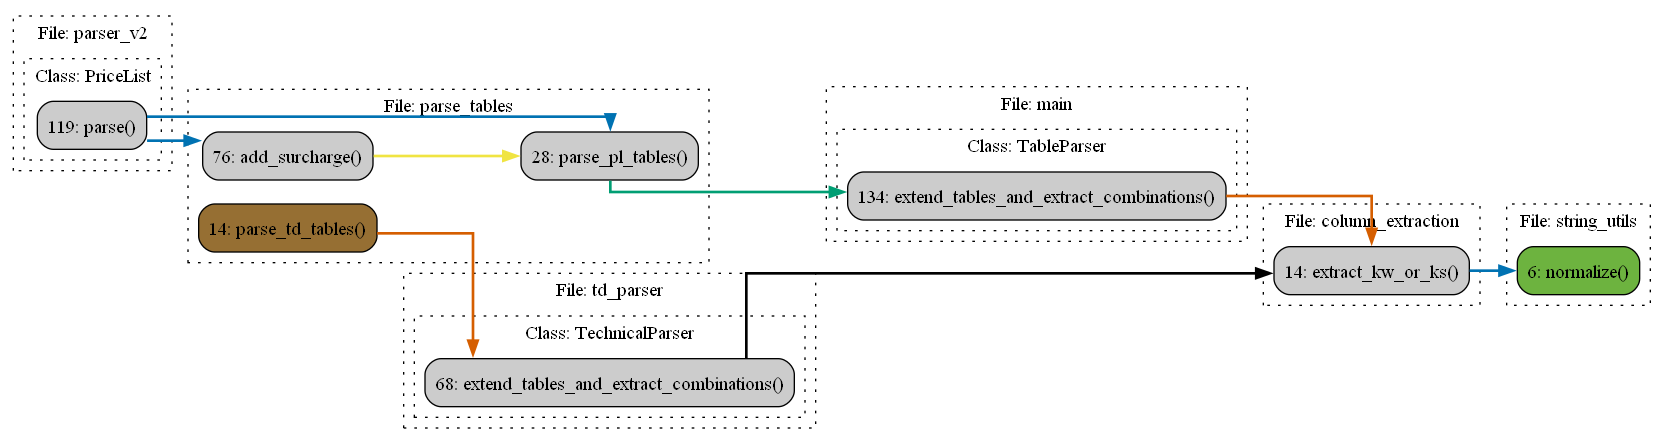 File: parser_v2
Class: PriceList
119: parse()
File: parse_tables
76: add_surcharge()
28: parse_pl_tables()
14: parse_td_tables()
File: main
Class: TableParser
134: extend_tables_and_extract_combinations()
File: td_parser
Class: TechnicalParser
68: extend_tables_and_extract_combinations()
File: column_extraction
14: extract_kw_or_ks()
File: string_utils
6: normalize()